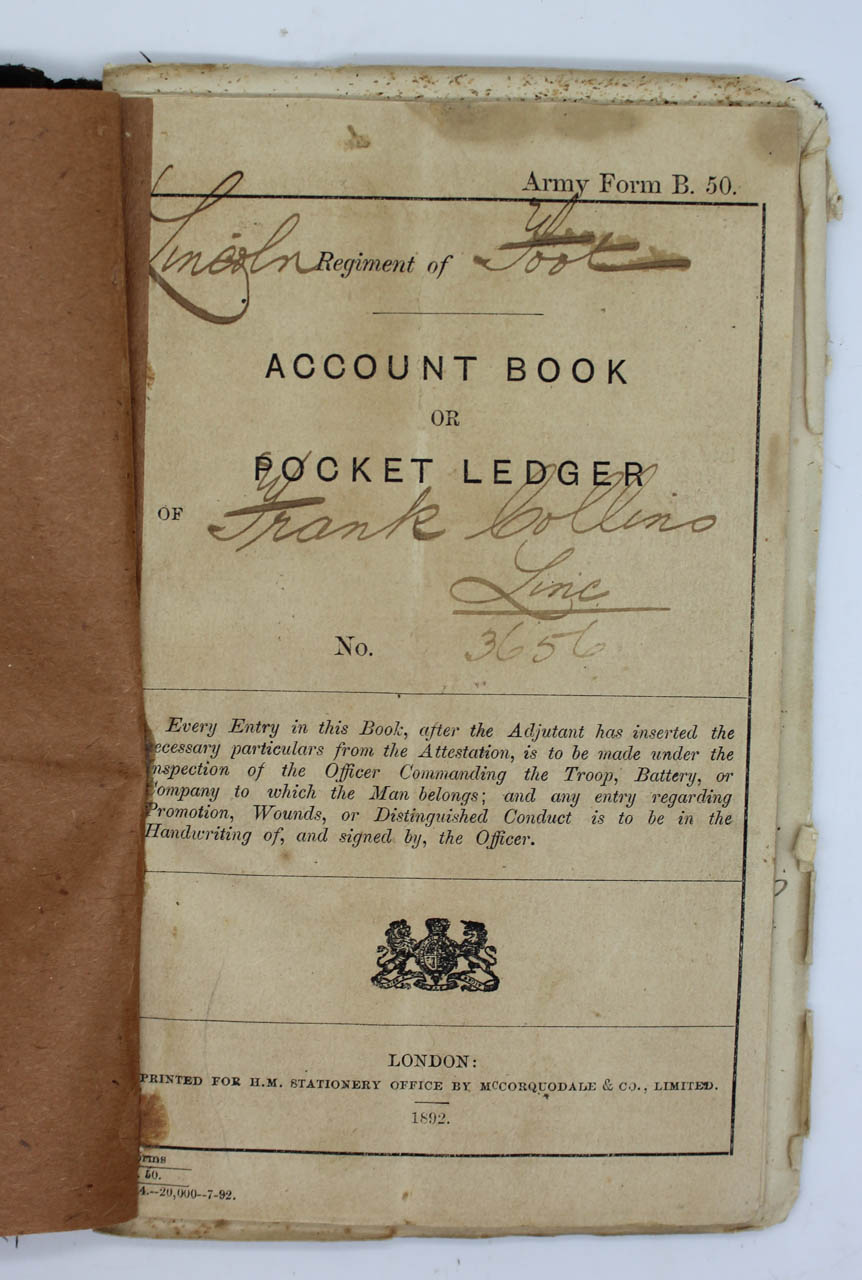 Army Form B. 50.
Lincoln Regiment of Foot
ACCOUNT BOOK
OR
POCKET LEDGER
OF Frank Collins
Linc
No. 3656
Every Entry in this Book, after the Adjutant has inserted the
ecessary particulars from the Attestation, is to be made under the
nspection of the Officer Commanding the Troop, Battery, or
Company to which the Man belongs; and any entry regarding
Promotion, Wounds, or Distinguished Conduct is to be in the
Handwriting of, and signed by, the Officer.
LONDON:
PRINTED FOR H.M. STATIONERY OFFICE BY McCORQUODALE & CO., LIMITED.
1892.
orms
50.
4.—20,000—7-92.